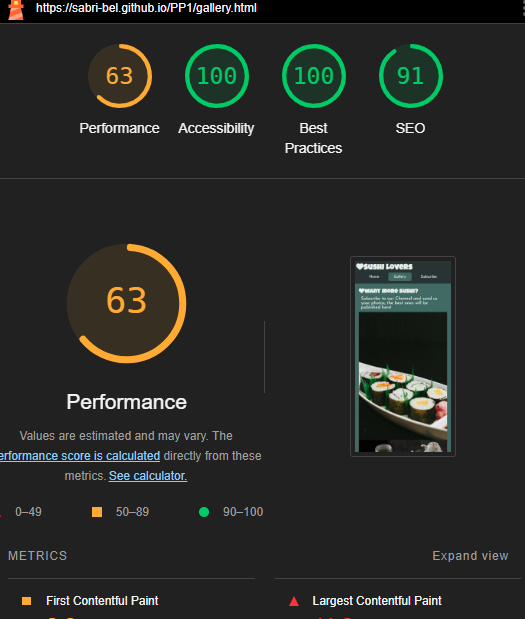 https://sabri-bel.github.io/PP1/gallery.html
63
100
100
91
Performance
Accessibility
Best
Practices
SEO
63
Performance
Values are estimated and may vary. The
erformance score is calculated directly from these
metrics. See calculator.
0–49
50–89
90–100
SUSHI LOVERS
Home
Gallery
Subscribe
WANT MORE SUSHI?
Subscribe to our Channel and send us
your photos, the best ones will be
published here!
METRICS
Expand view
First Contentful Paint
Largest Contentful Paint